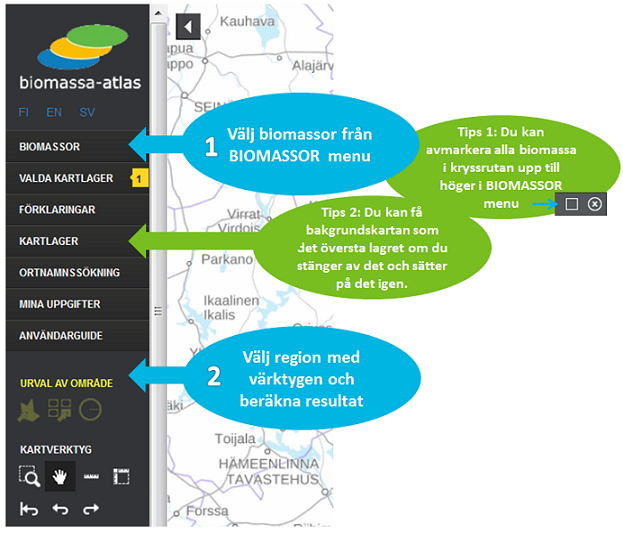 biomassa-atlas
FI EN SV
BIOMASSOR
VALDA KARTLAGER 1
FÖRKLARINGAR
KARTLAGER
ORTNAMNSSÖKNING
MINA UPPGIFTER
ANVÄNDARGUIDE
URVAL AV OMRÅDE
KARTVERKTYG
1
Välj biomassor från
BIOMASSOR menu
Tips 1: Du kan
avmarkera alla biomassa
i kryssrutan upp till
höger i BIOMASSOR
menu
Tips 2: Du kan få
bakgrundskartan som
det översta lagret om du
stänger av det och sätter
på det igen.
2
Välj region med
värktygen och
beräkna resultat
Kauhava
apua
appo
Alajärv
SEINÄ
Virrat
Virdois
Parkano
Ikaalinen
Ikalis
äki
Toijala
HÄMEENLINNA
TAVASTEHUS
Forssa